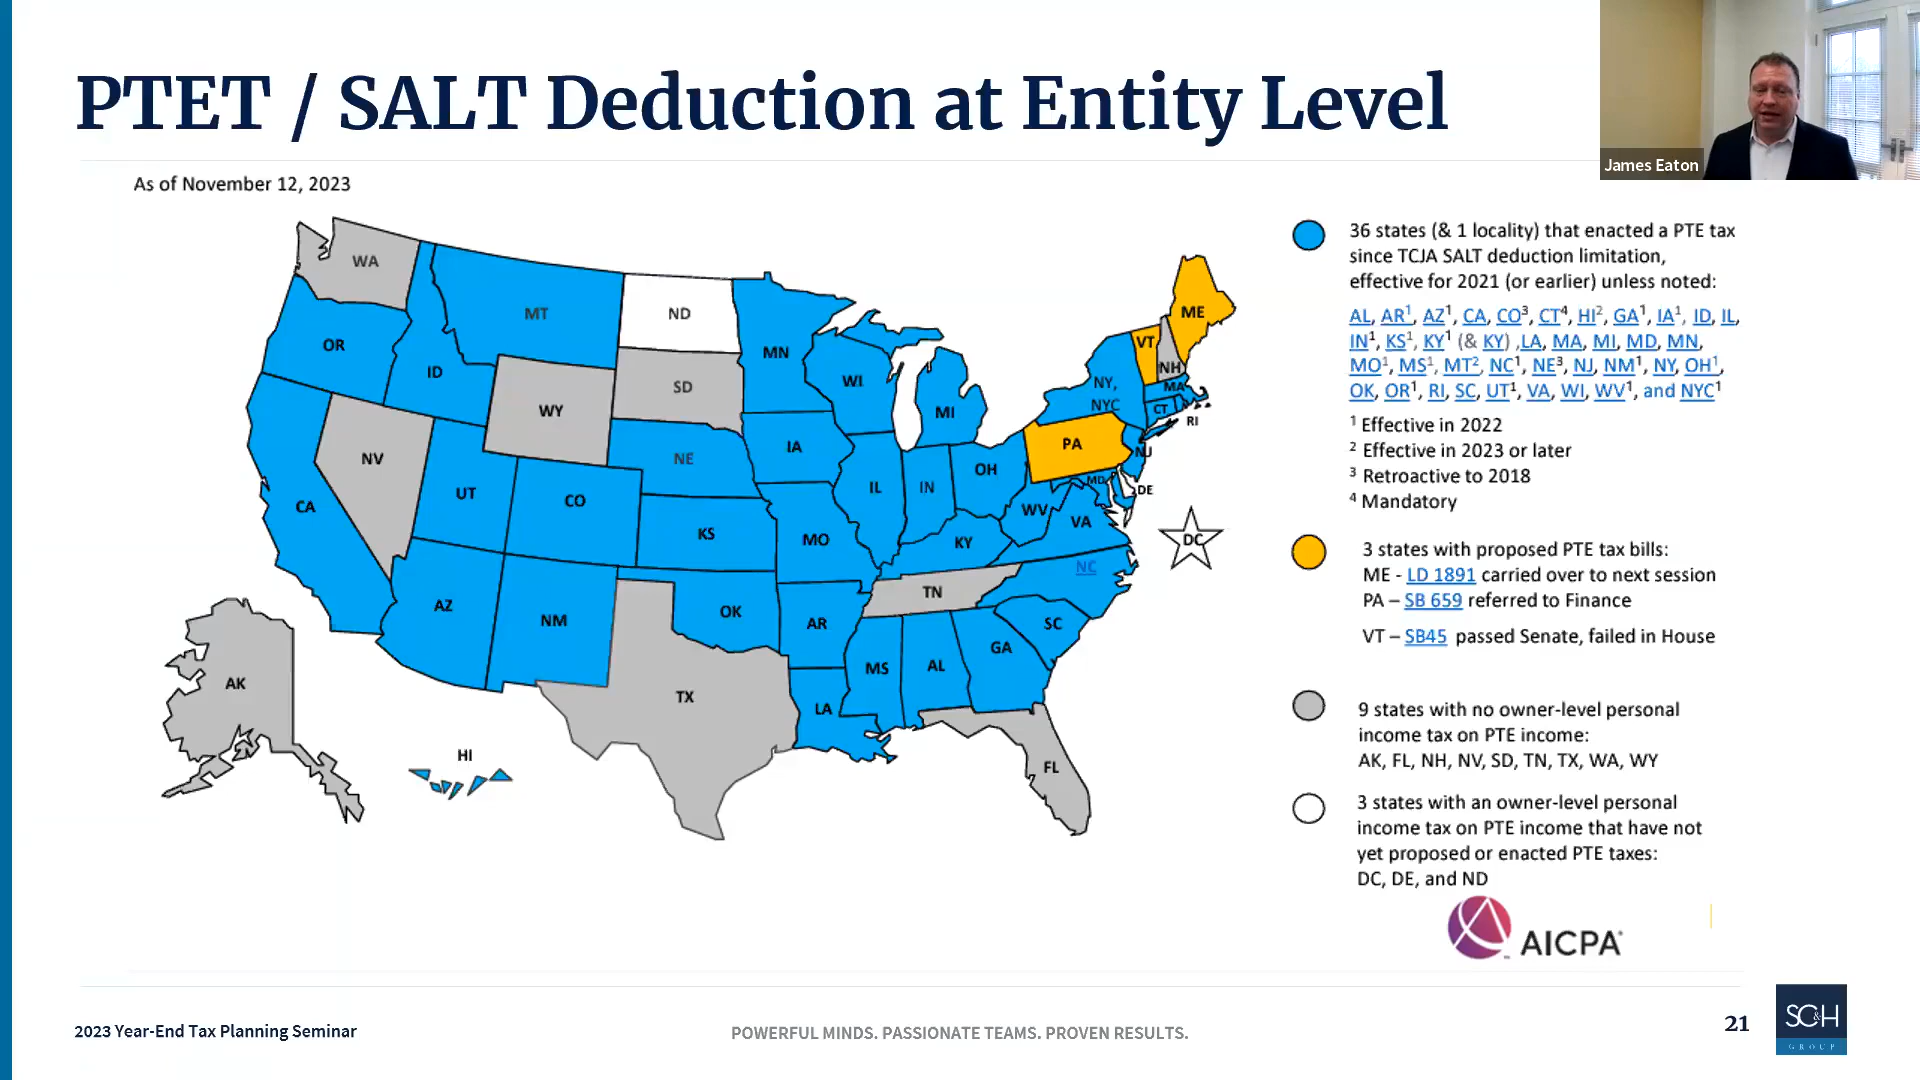 PTET / SALT Deduction at Entity Level
James Eaton
As of November 12, 2023
WA
MT
ND
OR
ID
MN
SD
WI
WY
MI
NY,
NYC
VT
NH
ME
MA
CT
RI
NV
NE
IA
PA
NJ
OH
MD
DE
UT
CO
IL
IN
CA
KS
MO
WV
VA
KY
DC
NC
TN
AZ
NM
OK
AR
SC
GA
MS
AL
AK
TX
LA
HI
FL
36 states (& 1 locality) that enacted a PTE tax
since TCJA SALT deduction limitation,
effective for 2021 (or earlier) unless noted:
AL, AR¹, AZ¹, CA, CO³, CT⁴, HI², GA¹, IA¹, ID, IL,
IN¹, KS¹, KY¹ (& KY) ,LA, MA, MI, MD, MN,
MO¹, MS¹, MT², NC¹, NE³, NJ, NM¹, NY, OH¹,
OK, OR¹, RI, SC, UT¹, VA, WI, WV¹, and NYC¹
¹ Effective in 2022
² Effective in 2023 or later
³ Retroactive to 2018
⁴ Mandatory
3 states with proposed PTE tax bills:
ME - LD 1891 carried over to next session
PA – SB 659 referred to Finance
VT – SB45 passed Senate, failed in House
9 states with no owner-level personal
income tax on PTE income:
AK, FL, NH, NV, SD, TN, TX, WA, WY
3 states with an owner-level personal
income tax on PTE income that have not
yet proposed or enacted PTE taxes:
DC, DE, and ND
AICPA
2023 Year-End Tax Planning Seminar
POWERFUL MINDS. PASSIONATE TEAMS. PROVEN RESULTS.
21
SC&H
GROUP